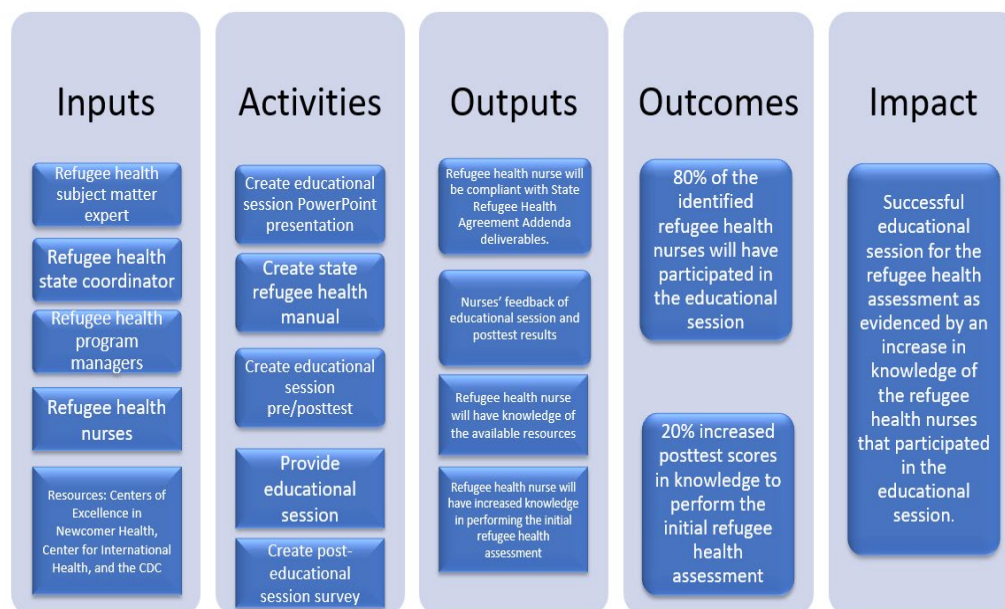 Inputs
Refugee health
subject matter
expert
Refugee health
state coordinator
Refugee health
program
managers
Refugee health
nurses
Resources: Centers of
Excellence in
Newcomer Health,
Center for International
Health, and the CDC
Activities
Create educational
session PowerPoint
presentation
Create state
refugee health
manual
Create educational
session
pre/posttest
Provide
educational
session
Create post-
educational
session survey
Outputs
Refugee health nurse will
be compliant with State
Refugee Health
Agreement Addenda
deliverables.
Nurses’ feedback of
educational session and
posttest results
Refugee health nurse
will have knowledge of
the available resources
Refugee health nurse will
have increased knowledge
in performing the initial
refugee health
assessment
Outcomes
80% of the
identified
refugee health
nurses will have
participated in
the educational
session
20% increased
posttest scores
in knowledge to
perform the
initial refugee
health
assessment
Impact
Successful
educational
session for the
refugee health
assessment as
evidenced by an
increase in
knowledge of
the refugee
health nurses
that participated
in the
educational
session.